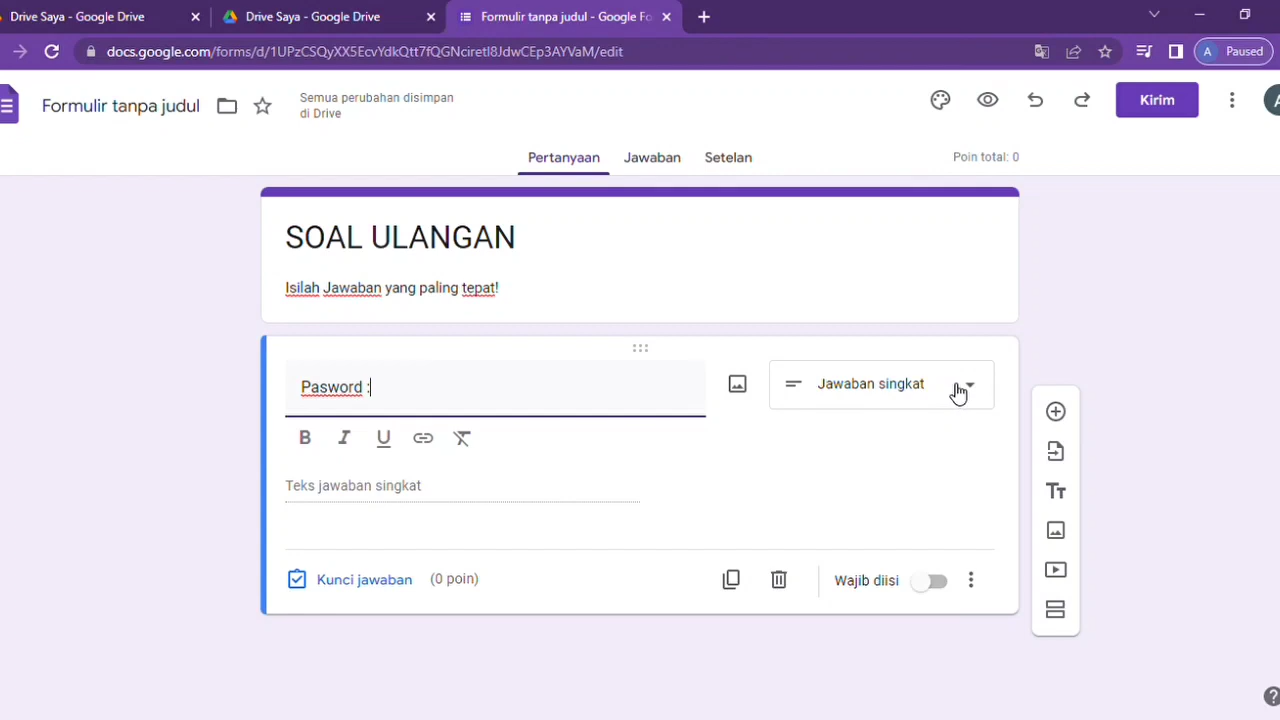 Drive Saya - Google Drive
Drive Saya - Google Drive
Formulir tanpa judul - Google Fo
docs.google.com/forms/d/1UPzCSQyXX5EcvYdkQtt7fQGNciretI8JdwCEp3AYVaM/edit
A Paused
Formulir tanpa judul
Semua perubahan disimpan
di Drive
Kirim
A
Pertanyaan Jawaban Setelan
Poin total: 0
SOAL ULANGAN
Isilah Jawaban yang paling tepat!
Pasword :
Jawaban singkat
B I U
Tт
Teks jawaban singkat
Kunci jawaban (0 poin)
Wajib diisi